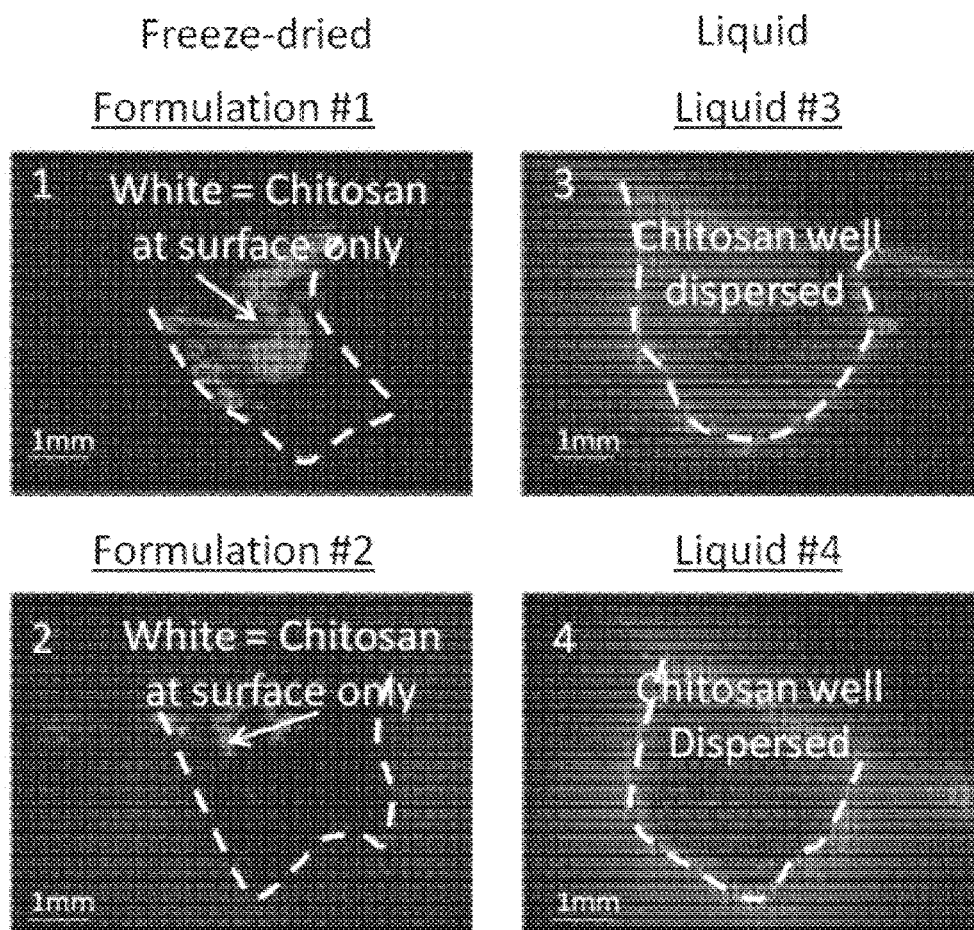 Freeze-dried
Liquid
Formulation #1
Liquid #3
1
White = Chitosan
at surface only
1mm
3
Chitosan well
dispersed
1mm
Formulation #2
Liquid #4
2
White = Chitosan
at surface only
1mm
4
Chitosan well
Dispersed
1mm